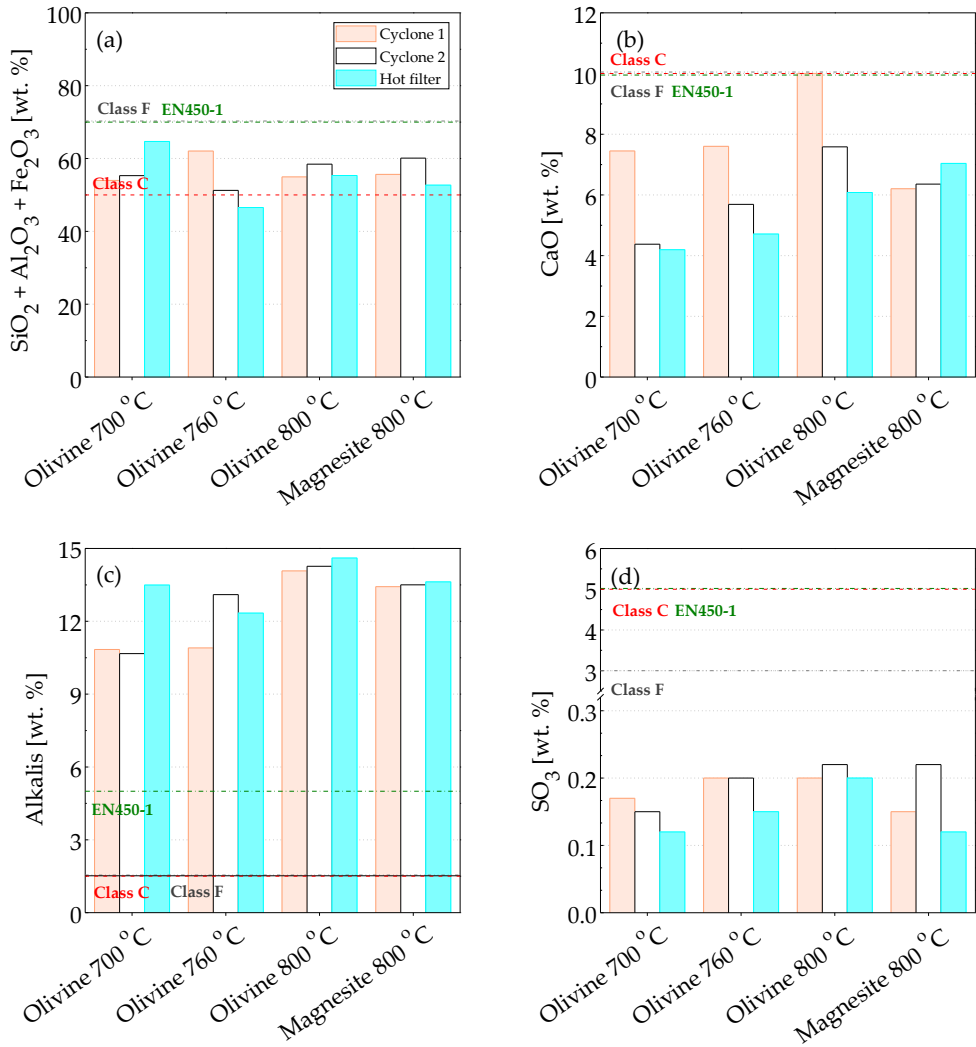 (a)
Cyclone 1
Cyclone 2
Hot filter
Class F EN450-1
Class C
SiO₂ + Al₂O₃ + Fe₂O₃ [wt. %]
100
80
60
40
20
0
Olivine 700 °C
Olivine 760 °C
Olivine 800 °C
Magnesite 800 °C
(b)
Class C
Class F EN450-1
CaO [wt. %]
12
10
8
6
4
2
0
Olivine 700 °C
Olivine 760 °C
Olivine 800 °C
Magnesite 800 °C
(c)
EN450-1
Class C Class F
Alkalis [wt. %]
15
12
9
6
3
0
Olivine 700 °C
Olivine 760 °C
Olivine 800 °C
Magnesite 800 °C
(d)
Class C EN450-1
Class F
SO₃ [wt. %]
6
5
4
3
0.3
0.2
0.1
0.0
Olivine 700 °C
Olivine 760 °C
Olivine 800 °C
Magnesite 800 °C